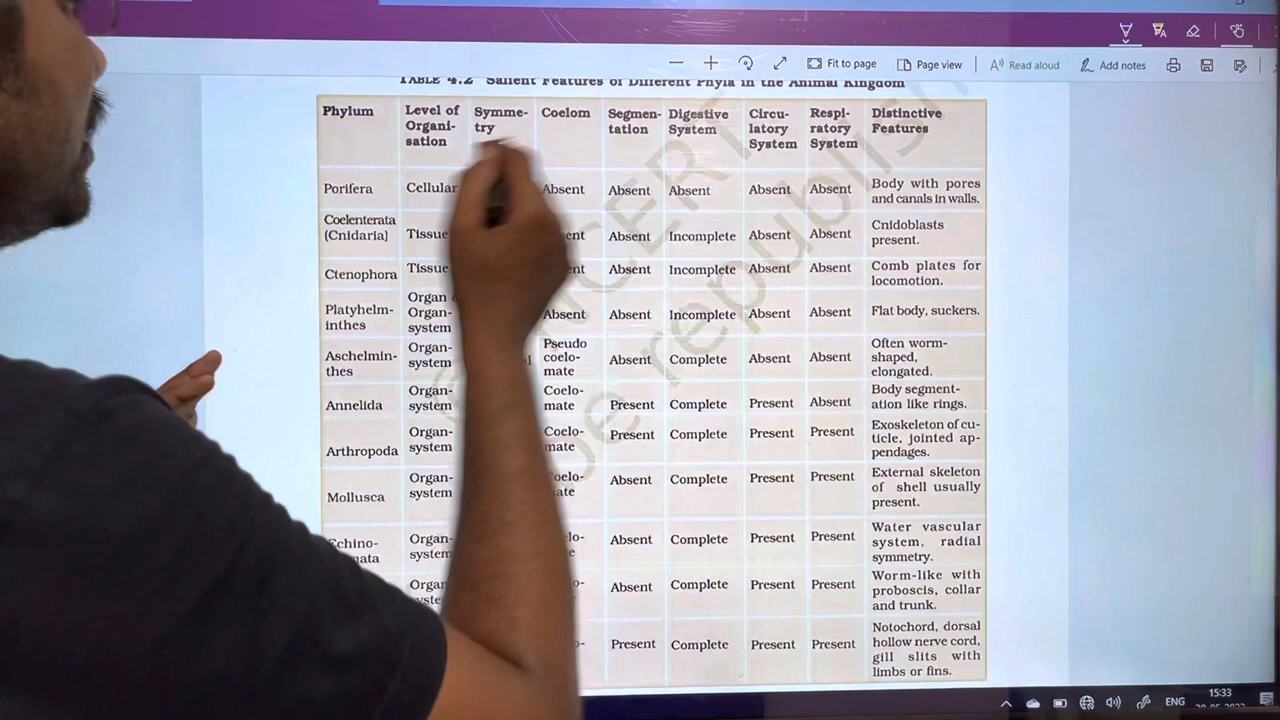 Fit to page
Page view
Read aloud
Add notes
TABLE 4.2 Salient Features of Different Phyla in the Animal Kingdom
Phylum
Level of
Organi-
sation
Symme-
try
Coelom
Segmen-
tation
Digestive
System
Circu-
latory
System
Respi-
ratory
System
Distinctive
Features
Porifera
Cellular
Absent
Absent
Absent
Absent
Absent
Body with pores
and canals in walls.
Coelenterata
(Cnidaria)
Tissue
Absent
Incomplete
Absent
Absent
Cnidoblasts
present.
Ctenophora
Tissue
Absent
Incomplete
Absent
Absent
Comb plates for
locomotion.
Platyhelm-
inthes
Organ
Organ-
system
Absent
Absent
Incomplete
Absent
Absent
Flat body, suckers.
Aschelmin-
thes
Organ-
system
Pseudo
coelo-
mate
Absent
Complete
Absent
Absent
Often worm-
shaped,
elongated.
Annelida
Organ-
system
Coelo-
mate
Present
Complete
Present
Absent
Body segment-
ation like rings.
Arthropoda
Organ-
system
Coelo-
mate
Present
Complete
Present
Present
Exoskeleton of cu-
ticle, jointed ap-
pendages.
Mollusca
Organ-
system
Absent
Complete
Present
Present
External skeleton
of shell usually
present.
Echino-
Organ-
system
Absent
Complete
Present
Present
Water vascular
system, radial
symmetry.
Absent
Complete
Present
Present
Worm-like with
proboscis, collar
and trunk.
Present
Complete
Present
Present
Notochord, dorsal
hollow nerve cord,
gill slits with
limbs or fins.
NCERT
be republish
ENG
15:33